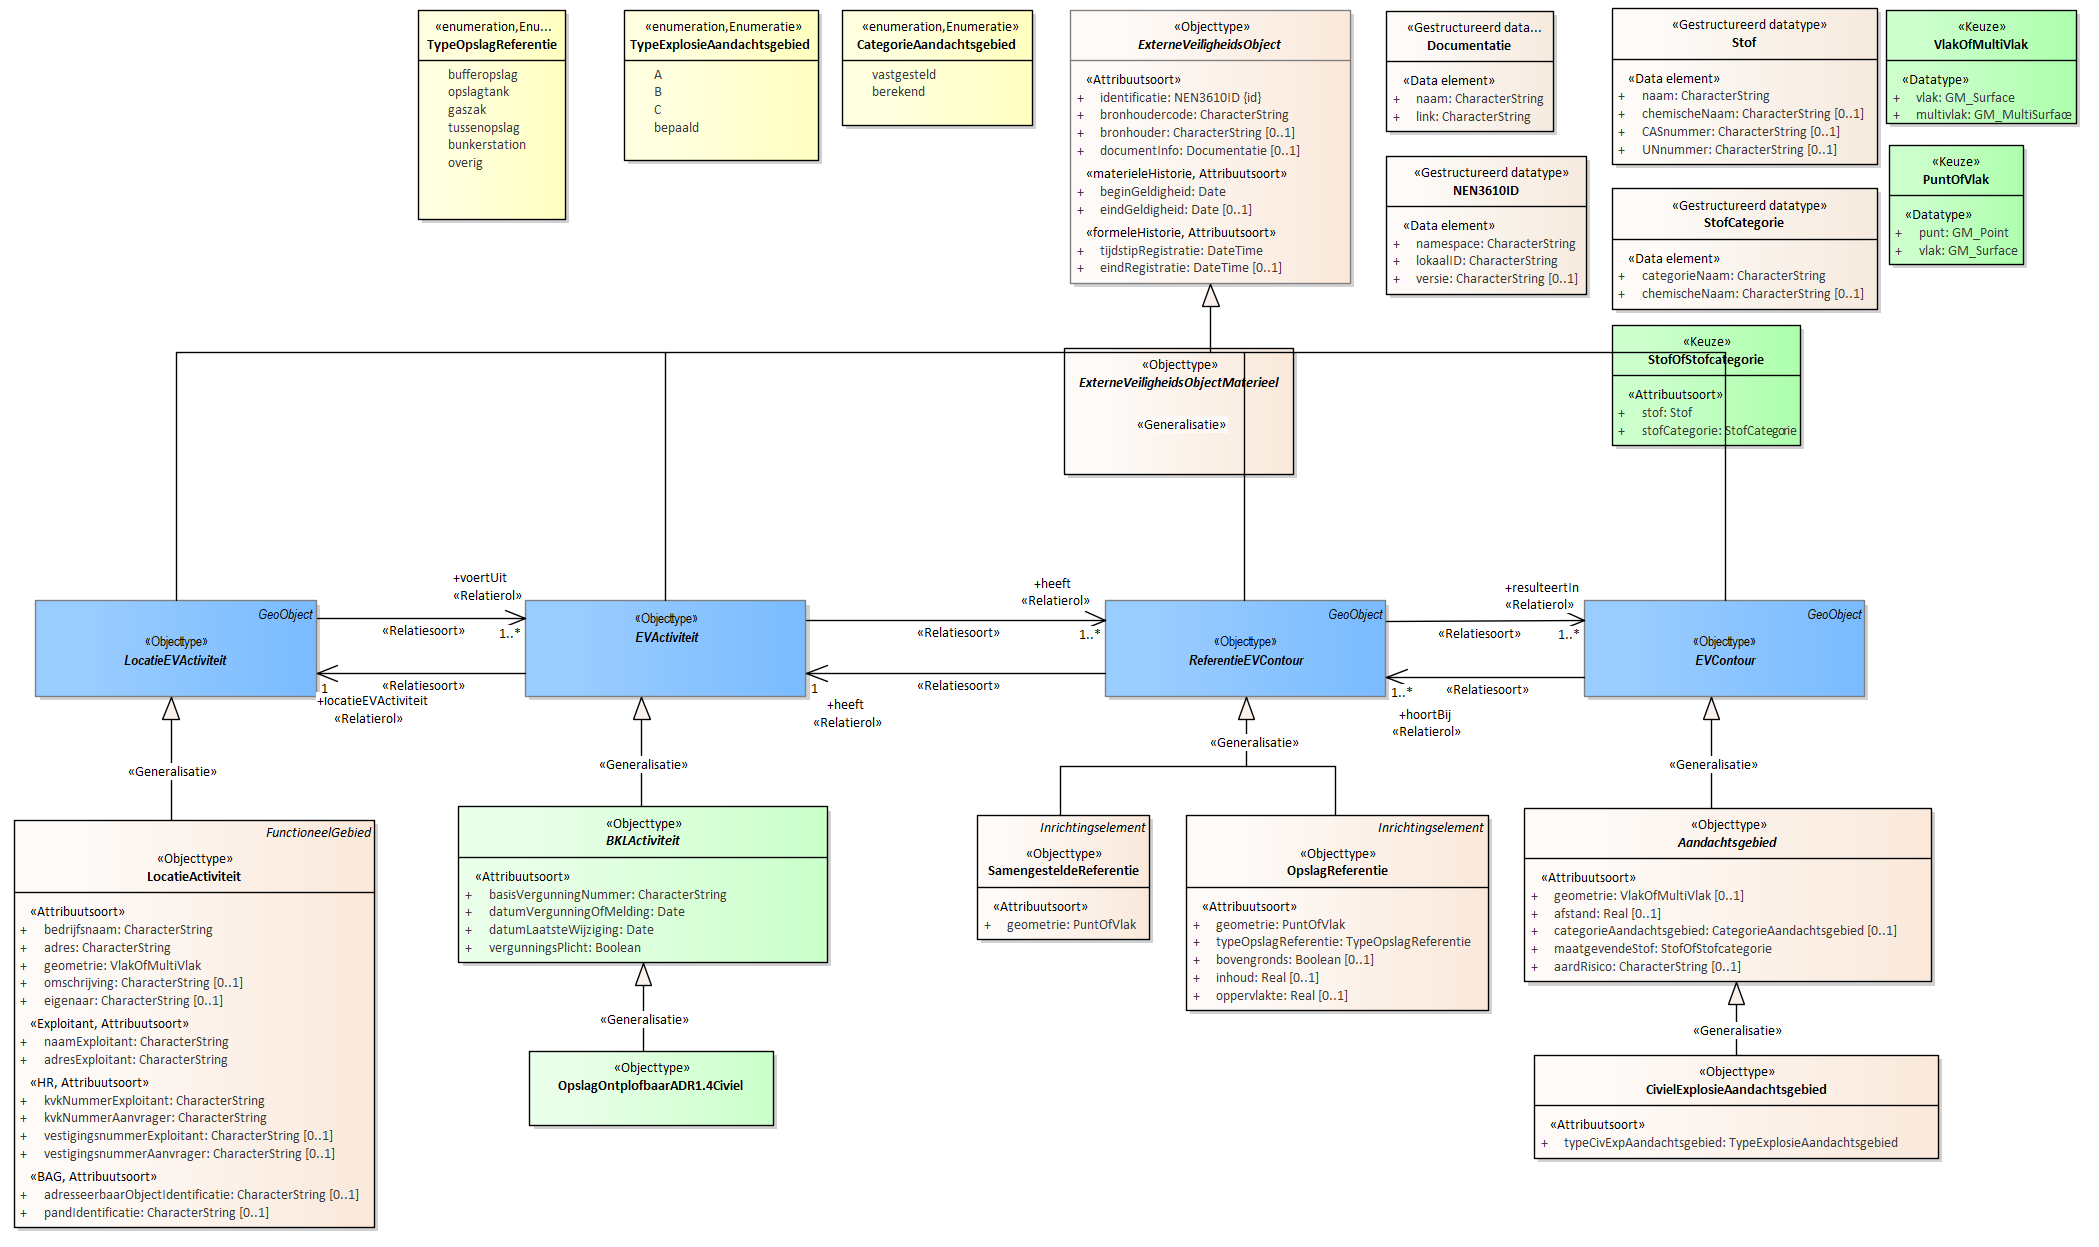 «enumeration,Enu...
TypeOpslagReferentie
bufferopslag
opslagtank
gaszak
tussenopslag
bunkerstation
overig
«enumeration,Enumeratie»
TypeExplosieAandachtsgebied
A
B
C
bepaald
«enumeration,Enumeratie»
CategorieAandachtsgebied
vastgesteld
berekend
«Objecttype»
ExterneVeiligheidsObject
«Attribuutsoort»
+ identificatie: NEN3610ID {id}
+ bronhoudercode: CharacterString
+ bronhouder: CharacterString [0..1]
+ documentInfo: Documentatie [0..1]
«materieleHistorie, Attribuutsoort»
+ beginGeldigheid: Date
+ eindGeldigheid: Date [0..1]
«formeleHistorie, Attribuutsoort»
+ tijdstipRegistratie: DateTime
+ eindRegistratie: DateTime [0..1]
«Gestructureerd data...
Documentatie
«Data element»
+ naam: CharacterString
+ link: CharacterString
«Gestructureerd datatype»
NEN3610ID
«Data element»
+ namespace: CharacterString
+ lokaalID: CharacterString
+ versie: CharacterString [0..1]
«Gestructureerd datatype»
Stof
«Data element»
+ naam: CharacterString
+ chemischeNaam: CharacterString [0..1]
+ CASnummer: CharacterString [0..1]
+ UNnummer: CharacterString [0..1]
«Gestructureerd datatype»
StofCategorie
«Data element»
+ categorieNaam: CharacterString
+ chemischeNaam: CharacterString [0..1]
«Keuze»
VlakOfMultiVlak
«Datatype»
+ vlak: GM_Surface
+ multivlak: GM_MultiSurface
«Keuze»
PuntOfVlak
«Datatype»
+ punt: GM_Point
+ vlak: GM_Surface
«Keuze»
StofOfStofcategorie
«Attribuutsoort»
+ stof: Stof
+ stofCategorie: StofCategorie
«Objecttype»
ExterneVeiligheidsObjectMaterieel
«Generalisatie»
GeoObject
«Objecttype»
LocatieEVActiviteit
+voertUit
«Relatierol»
«Relatiesoort»
1..*
«Relatiesoort»
1
+locatieEVActiviteit
«Relatierol»
«Objecttype»
EVActiviteit
+heeft
«Relatierol»
«Relatiesoort»
1..*
«Relatiesoort»
1
+heeft
«Relatierol»
GeoObject
«Objecttype»
ReferentieEVContour
+resulteertIn
«Relatierol»
«Relatiesoort»
1..*
«Relatiesoort»
1..*
+hoortBij
«Relatierol»
GeoObject
«Objecttype»
EVContour
«Generalisatie»
«Generalisatie»
«Generalisatie»
«Generalisatie»
FunctioneelGebied
«Objecttype»
LocatieActiviteit
«Attribuutsoort»
+ bedrijfsnaam: CharacterString
+ adres: CharacterString
+ geometrie: VlakOfMultiVlak
+ omschrijving: CharacterString [0..1]
+ eigenaar: CharacterString [0..1]
«Exploitant, Attribuutsoort»
+ naamExploitant: CharacterString
+ adresExploitant: CharacterString
«HR, Attribuutsoort»
+ kvkNummerExploitant: CharacterString
+ kvkNummerAanvrager: CharacterString
+ vestigingsnummerExploitant: CharacterString [0..1]
+ vestigingsnummerAanvrager: CharacterString [0..1]
«BAG, Attribuutsoort»
+ adresseerbaarObjectIdentificatie: CharacterString [0..1]
+ pandIdentificatie: CharacterString [0..1]
«Objecttype»
BKLActiviteit
«Attribuutsoort»
+ basisVergunningNummer: CharacterString
+ datumVergunningOfMelding: Date
+ datumLaatsteWijziging: Date
+ vergunningsPlicht: Boolean
«Generalisatie»
«Objecttype»
OpslagOntplofbaarADR1.4Civiel
Inrichtingselement
«Objecttype»
SamengesteldeReferentie
«Attribuutsoort»
+ geometrie: PuntOfVlak
Inrichtingselement
«Objecttype»
OpslagReferentie
«Attribuutsoort»
+ geometrie: PuntOfVlak
+ typeOpslagReferentie: TypeOpslagReferentie
+ bovengronds: Boolean [0..1]
+ inhoud: Real [0..1]
+ oppervlakte: Real [0..1]
«Objecttype»
Aandachtsgebied
«Attribuutsoort»
+ geometrie: VlakOfMultiVlak [0..1]
+ afstand: Real [0..1]
+ categorieAandachtsgebied: CategorieAandachtsgebied [0..1]
+ maatgevendeStof: StofOfStofcategorie
+ aardRisico: CharacterString [0..1]
«Generalisatie»
«Objecttype»
CivielExplosieAandachtsgebied
«Attribuutsoort»
+ typeCivExpAandachtsgebied: TypeExplosieAandachtsgebied